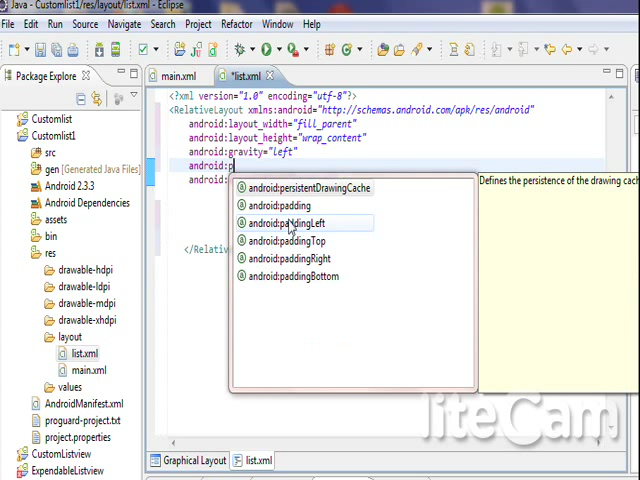 Java - Customlist1/res/layout/list.xml - Eclipse
File Edit Run Source Navigate Search Project Refactor Window Help
Package Explorer
main.xml
*list.xml
Customlist
Customlist1
src
gen [Generated Java Files]
Android 2.3.3
Android Dependencies
assets
bin
res
drawable-hdpi
drawable-ldpi
drawable-mdpi
drawable-xhdpi
layout
list.xml
main.xml
values
AndroidManifest.xml
proguard-project.txt
project.properties
CustomListview
ExpendableListview
<?xml version="1.0" encoding="utf-8"?>
<RelativeLayout xmlns:android="http://schemas.android.com/apk/res/android"
android:layout_width="fill_parent"
android:layout_height="wrap_content"
android:gravity="left"
android:p
android:
</Relativ
android:persistentDrawingCache
android:padding
android:paddingLeft
android:paddingTop
android:paddingRight
android:paddingBottom
Defines the persistence of the drawing cach
liteCam
Graphical Layout
list.xml